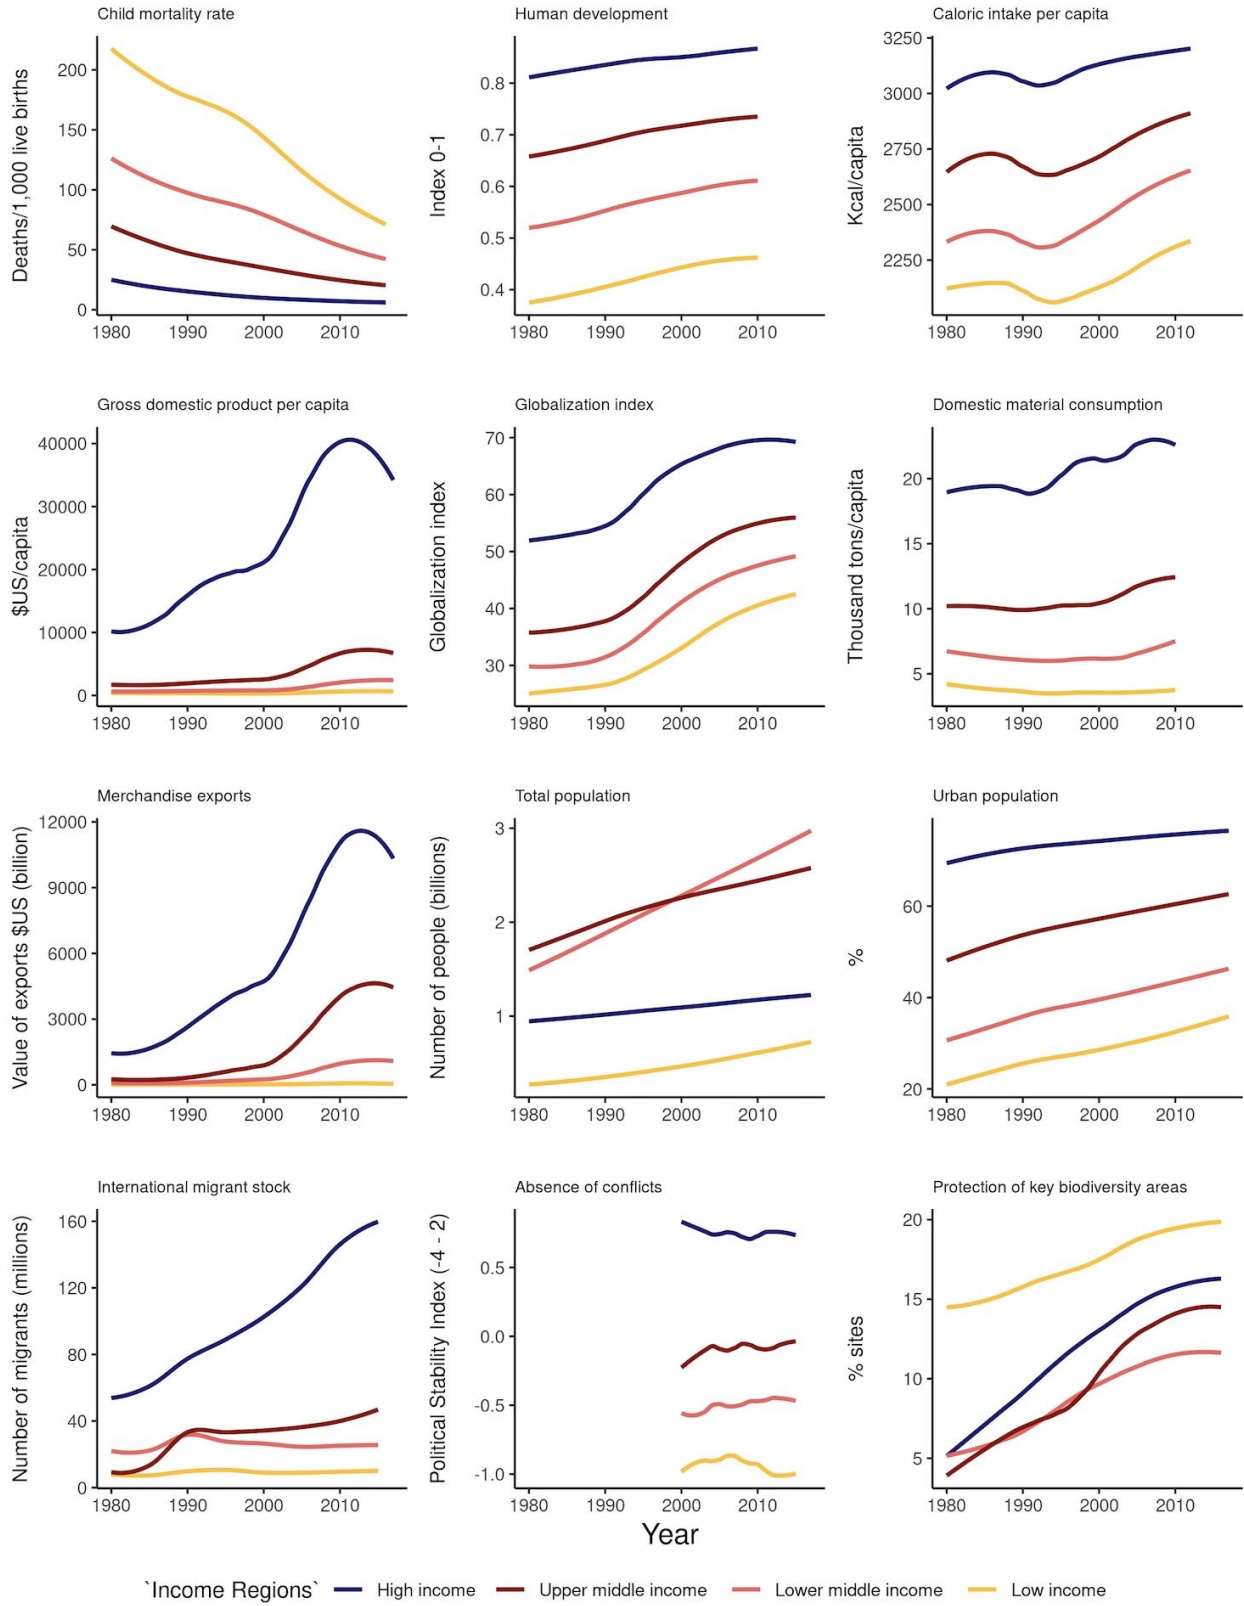 Child mortality rate
Human development
Caloric intake per capita
Deaths/1,000 live births
200
150
100
50
0
1980 1990 2000 2010
Index 0-1
0.8
0.7
0.6
0.5
0.4
1980 1990 2000 2010
Kcal/capita
3250
3000
2750
2500
2250
1980 1990 2000 2010
Gross domestic product per capita
Globalization index
Domestic material consumption
$US/capita
40000
30000
20000
10000
0
1980 1990 2000 2010
Globalization index
70
60
50
40
30
1980 1990 2000 2010
Thousand tons/capita
20
15
10
5
1980 1990 2000 2010
Merchandise exports
Total population
Urban population
Value of exports $US (billion)
12000
9000
6000
3000
0
1980 1990 2000 2010
Number of people (billions)
3
2
1
1980 1990 2000 2010
%
60
40
20
1980 1990 2000 2010
International migrant stock
Absence of conflicts
Protection of key biodiversity areas
Number of migrants (millions)
160
120
80
40
0
1980 1990 2000 2010
Political Stability Index (-4 - 2)
0.5
0.0
-0.5
-1.0
1980 1990 2000 2010
% sites
20
15
10
5
1980 1990 2000 2010
Year
`Income Regions` High income Upper middle income Lower middle income Low income